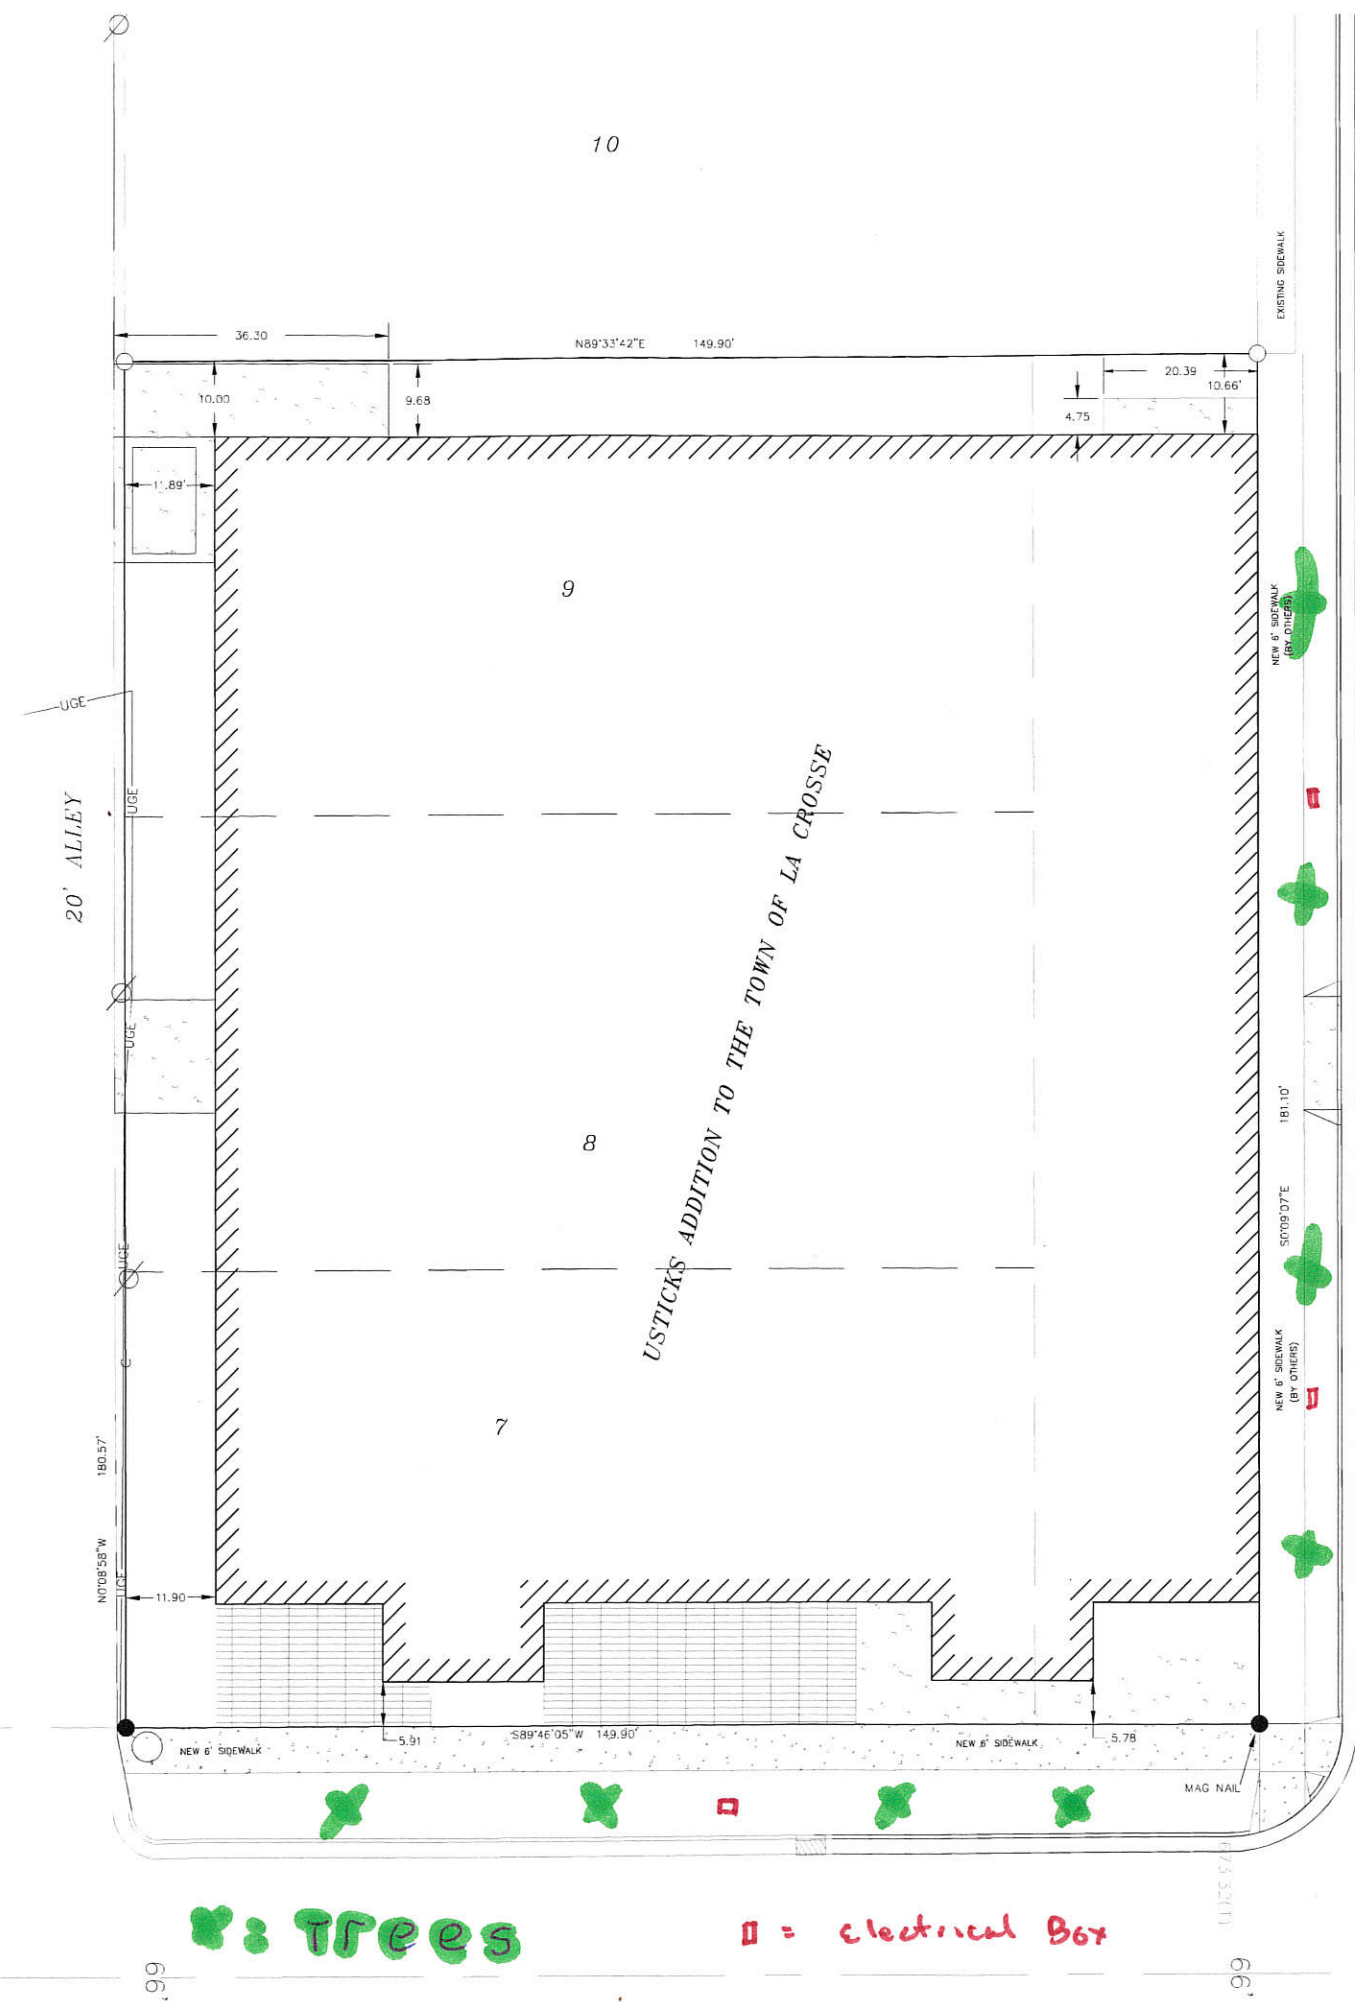 10
EXISTING SIDEWALK
36.30
N89°33'42"E 149.90'
20.39
10.66'
10.00
9.68
4.75
11.89'
9
NEW 6' SIDEWALK
(BY OTHERS)
UGE
UGE
20' ALLEY
USTICKS ADDITION TO THE TOWN OF LA CROSSE
UGE
8
181.10'
S0°09'07"E
UGE
NEW 6' SIDEWALK
(BY OTHERS)
7
180.57'
N0°08'58"W
UGE
11.90
5.91
S89°46'05"W 149.90'
5.78
NEW 6' SIDEWALK
NEW 6' SIDEWALK
MAG NAIL
= Trees
= Electrical Box
66'
66'